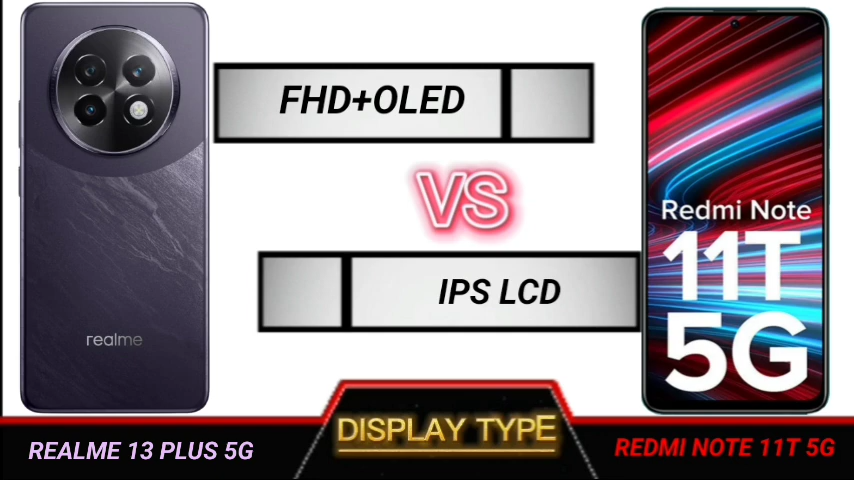 FHD+OLED
VS
Redmi Note
11T
5G
IPS LCD
realme
DISPLAY TYPE
REALME 13 PLUS 5G
REDMI NOTE 11T 5G